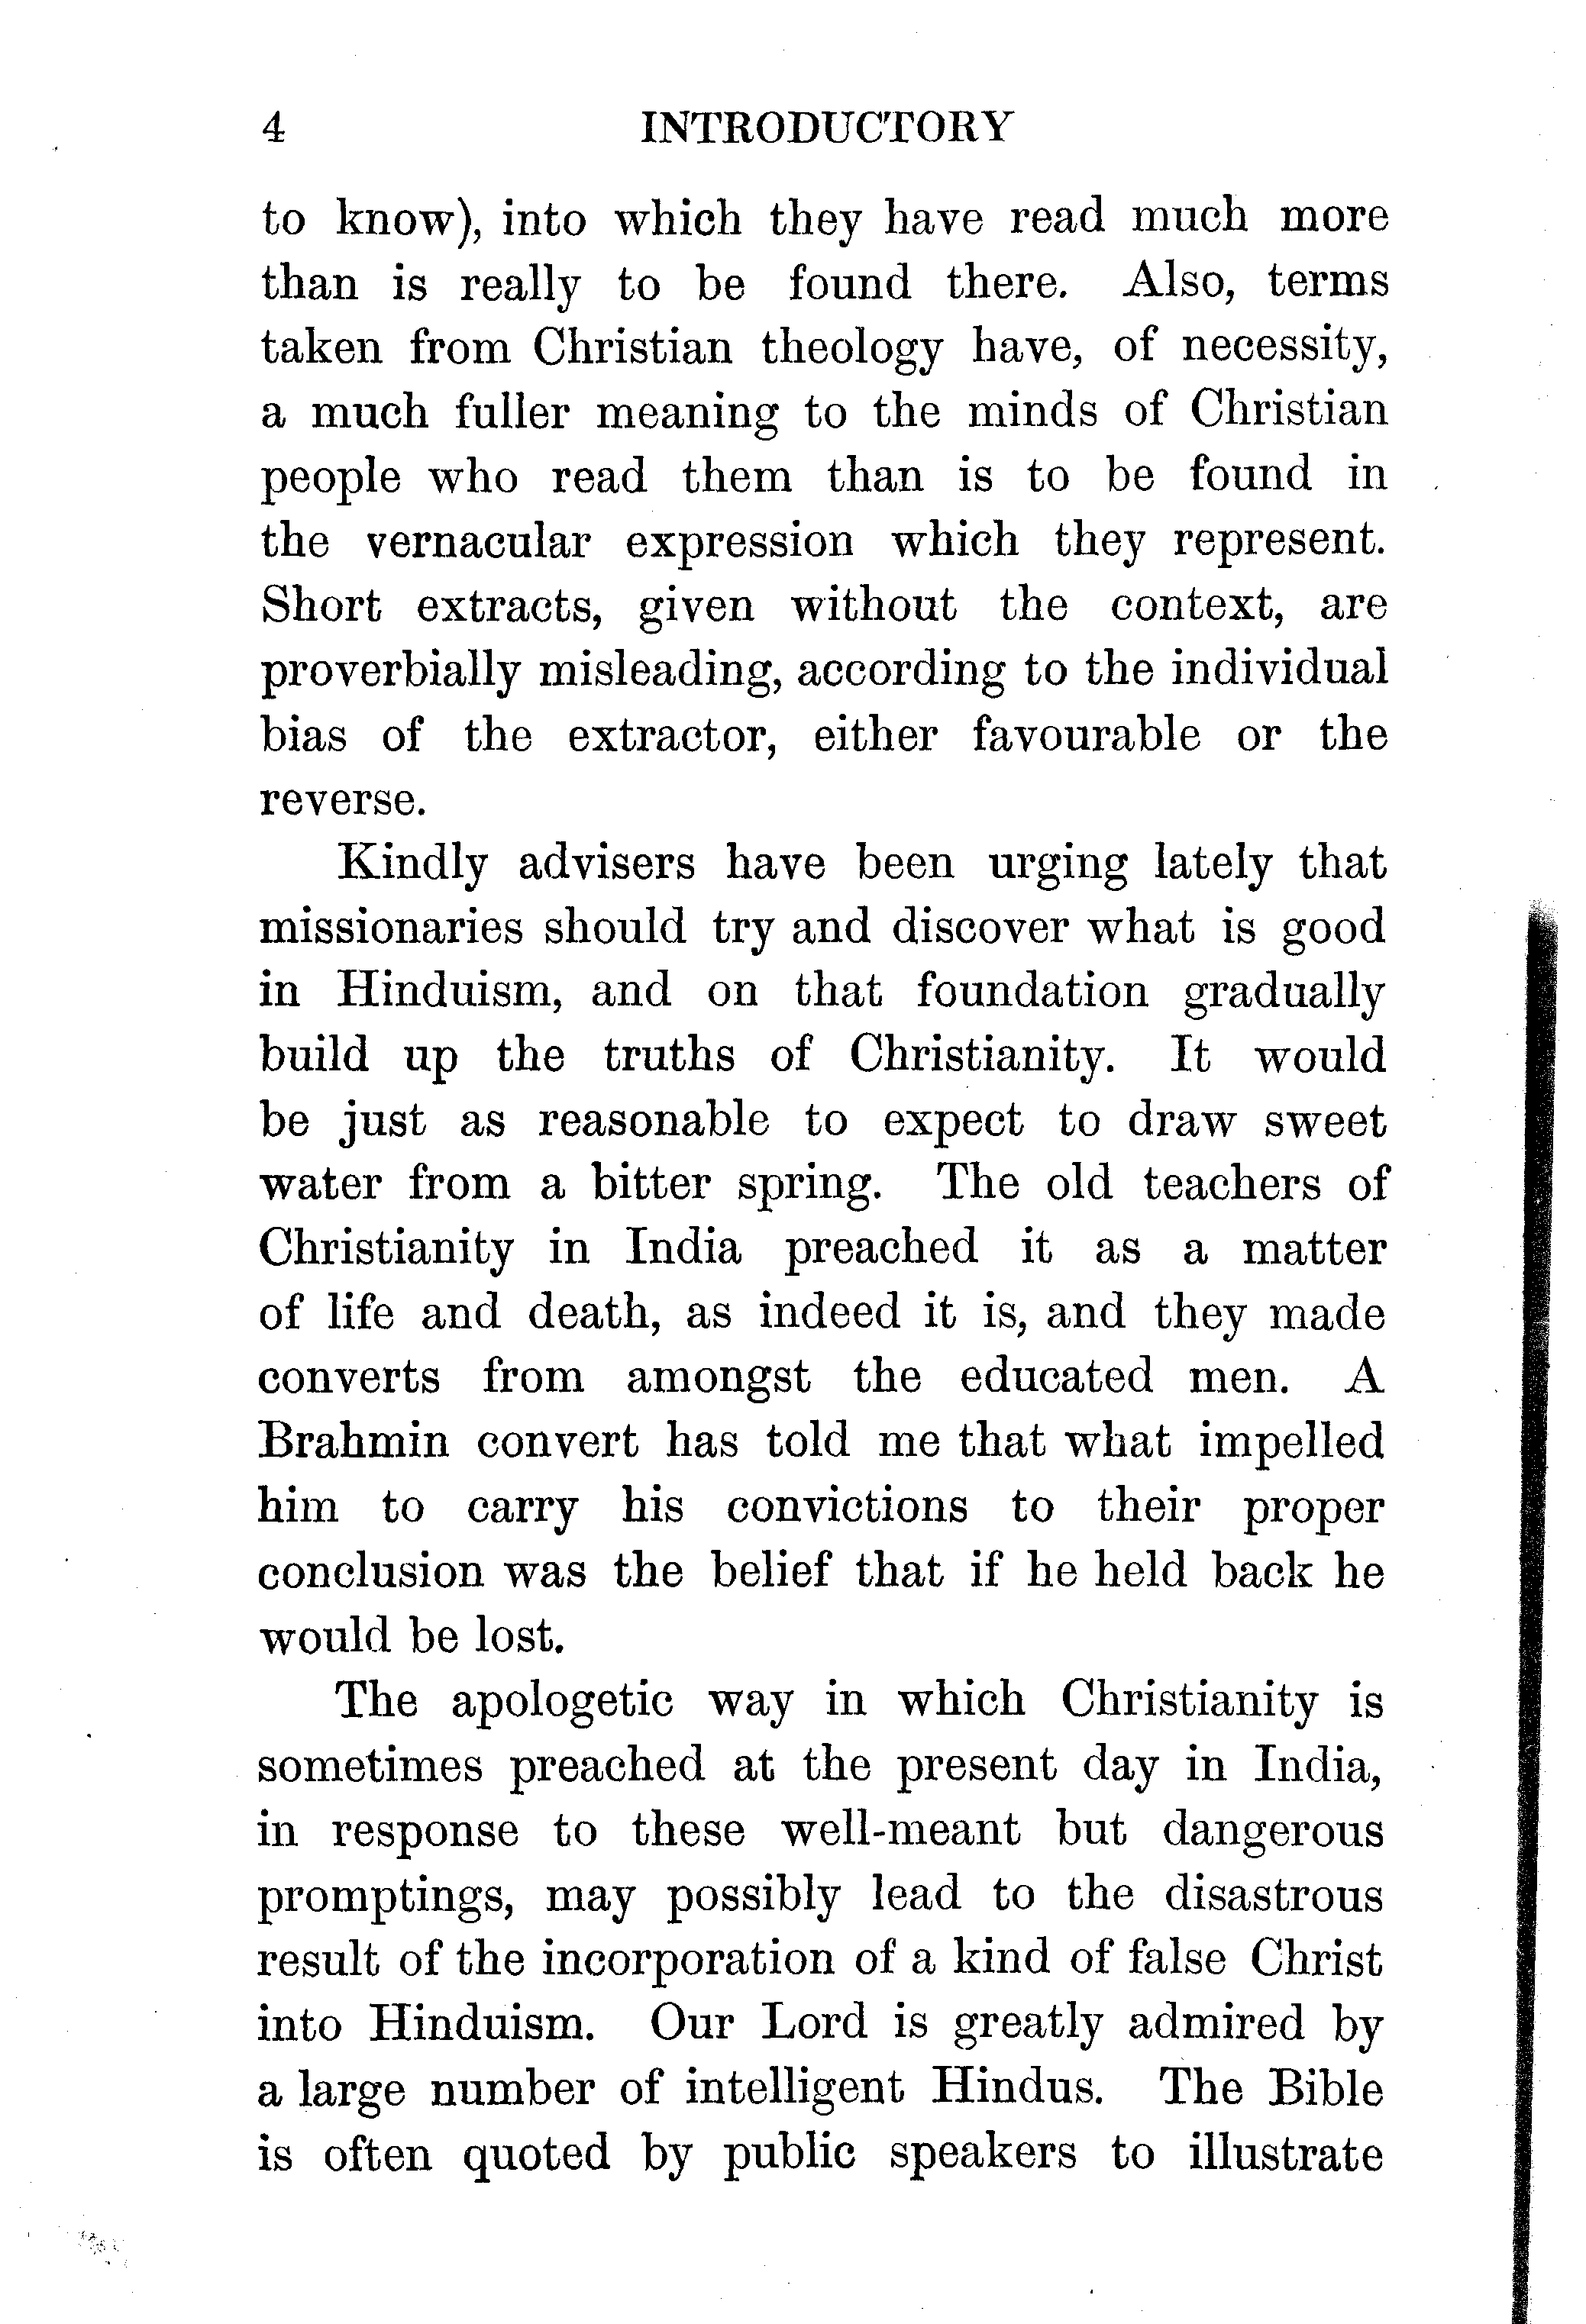 4 INTRODUCTORY
to know), into which they have read much more
than is really to be found there. Also, terms
taken from Christian theology have, of necessity,
a much fuller meaning to the minds of Christian
people who read them than is to be found in
the vernacular expression which they represent.
Short extracts, given without the context, are
proverbially misleading, according to the individual
bias of the extractor, either favourable or the
reverse.
Kindly advisers have been urging lately that
missionaries should try and discover what is good
in Hinduism, and on that foundation gradually
build up the truths of Christianity. It would
be just as reasonable to expect to draw sweet
water from a bitter spring. The old teachers of
Christianity in India preached it as a matter
of life and death, as indeed it is, and they made
converts from amongst the educated men. A
Brahmin convert has told me that what impelled
him to carry his convictions to their proper
conclusion was the belief that if he held back he
would be lost.
The apologetic way in which Christianity is
sometimes preached at the present day in India,
in response to these well-meant but dangerous
promptings, may possibly lead to the disastrous
result of the incorporation of a kind of false Christ
into Hinduism. Our Lord is greatly admired by
a large number of intelligent Hindus. The Bible
is often quoted by public speakers to illustrate